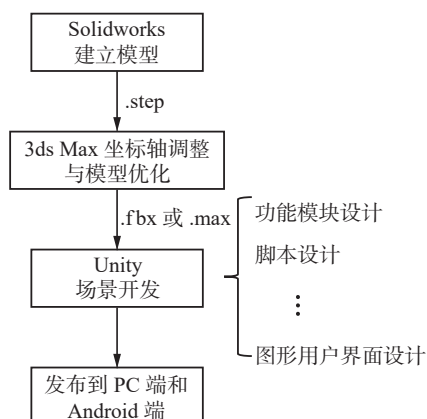 Solidworks
建立模型
.step
3ds Max 坐标轴调整
与模型优化
.fbx 或 .max
Unity
场景开发
功能模块设计
脚本设计
⋮
图形用户界面设计
发布到 PC 端和
Android 端